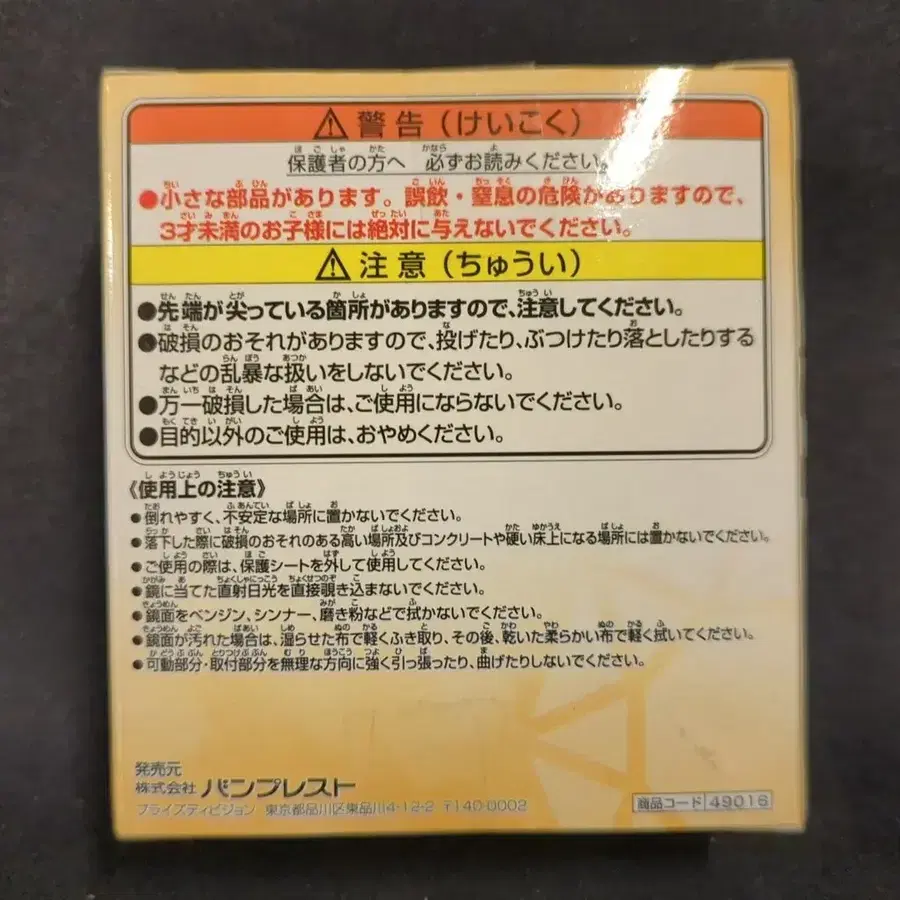 ⚠警告(けいこく)
保護者の方へ 必ずお読みください。
●小さな部品があります。誤飲・窒息の危険がありますので、
3才未満のお子様には絶対に与えないでください。
⚠注意(ちゅうい)
●先端が尖っている箇所がありますので、注意してください。
●破損のおそれがありますので、投げたり、ぶつけたり落としたりする
などの乱暴な扱いをしないでください。
●万一破損した場合は、ご使用にならないでください。
●目的以外のご使用は、おやめください。
《使用上の注意》
●倒れやすく、不安定な場所に置かないでください。
●落下した際に破損のおそれのある高い場所及びコンクリートや硬い床上になる場所には置かないでください。
●ご使用の際は、保護シートを外して使用してください。
●鏡に当てた直射日光を直接覗き込まないでください。
●鏡面をベンジン、シンナー、磨き粉などで拭かないでください。
●鏡面が汚れた場合は、湿らせた布で軽くふき取り、その後、乾いた柔らかい布で軽く拭いてください。
●可動部分・取付部分を無理な方向に強く引っ張ったり、曲げたりしないでください。
発売元
株式会社 バンプレスト
プライズディビジョン 東京都品川区東品川4-12-2 〒140-0002
商品コード 49016